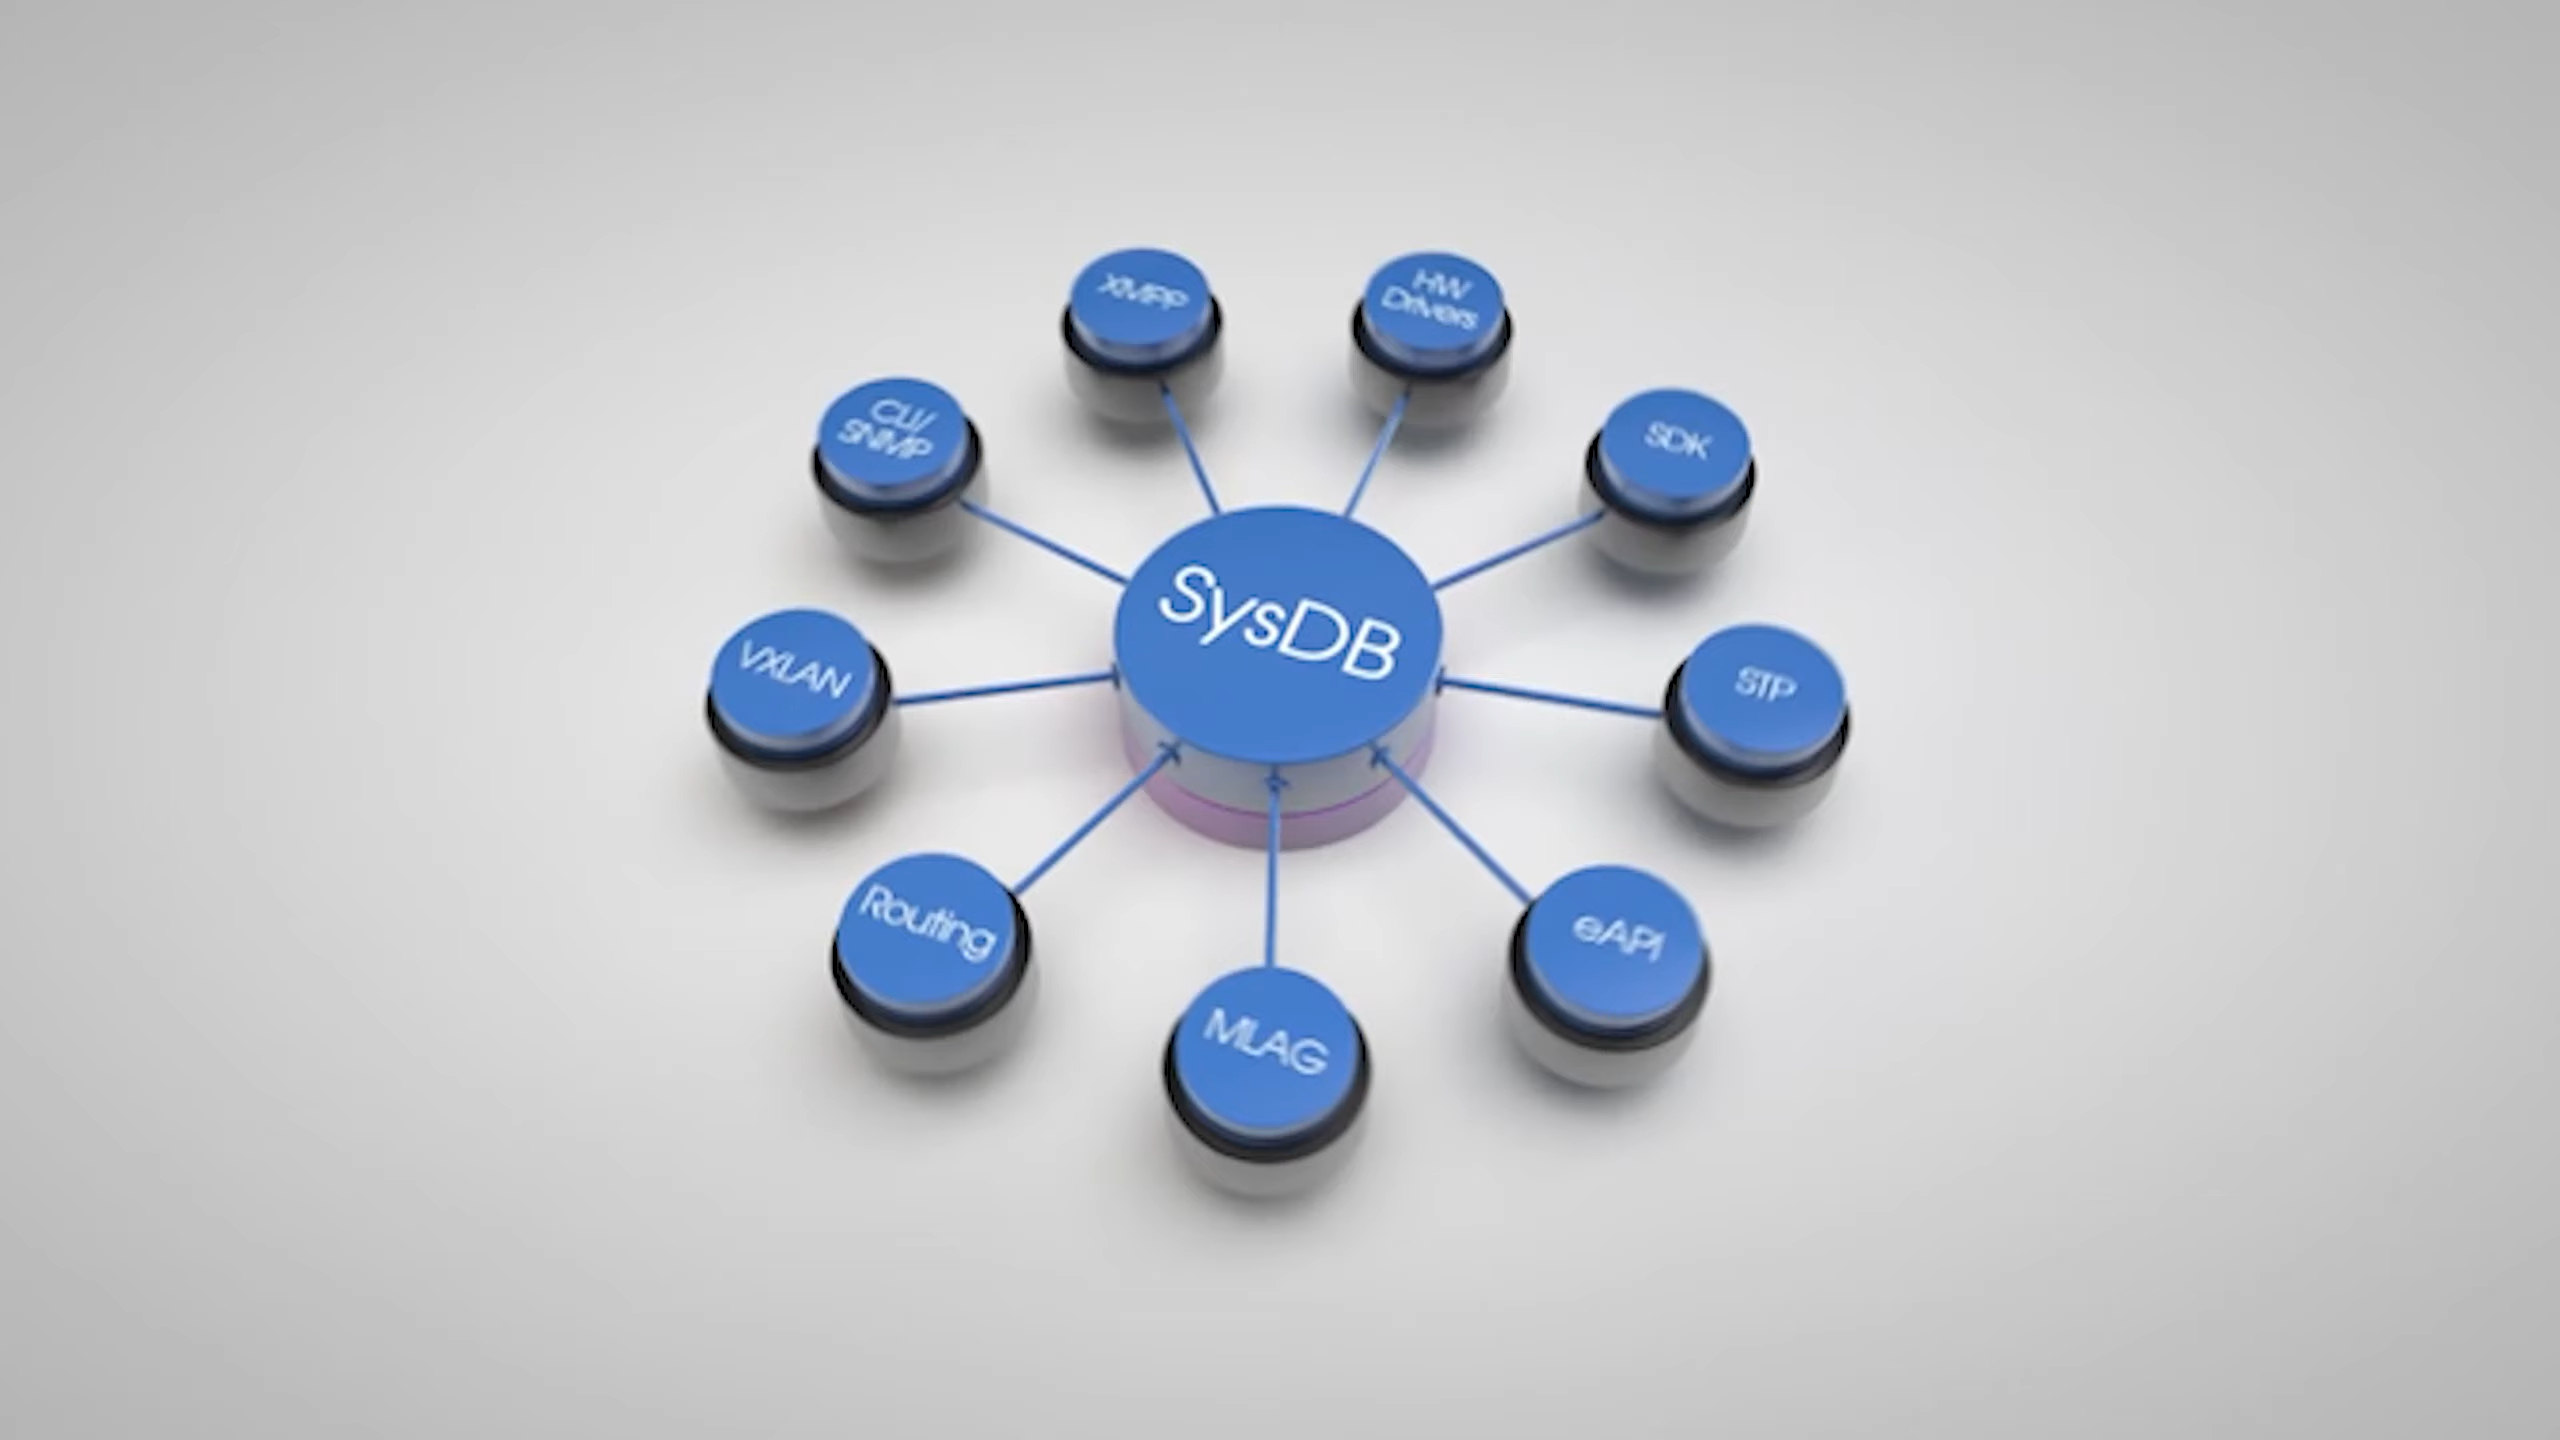 XMPP
HW
Drivers
CLI/
SNMP
SDK
SysDB
VXLAN
STP
Routing
eAPI
MLAG